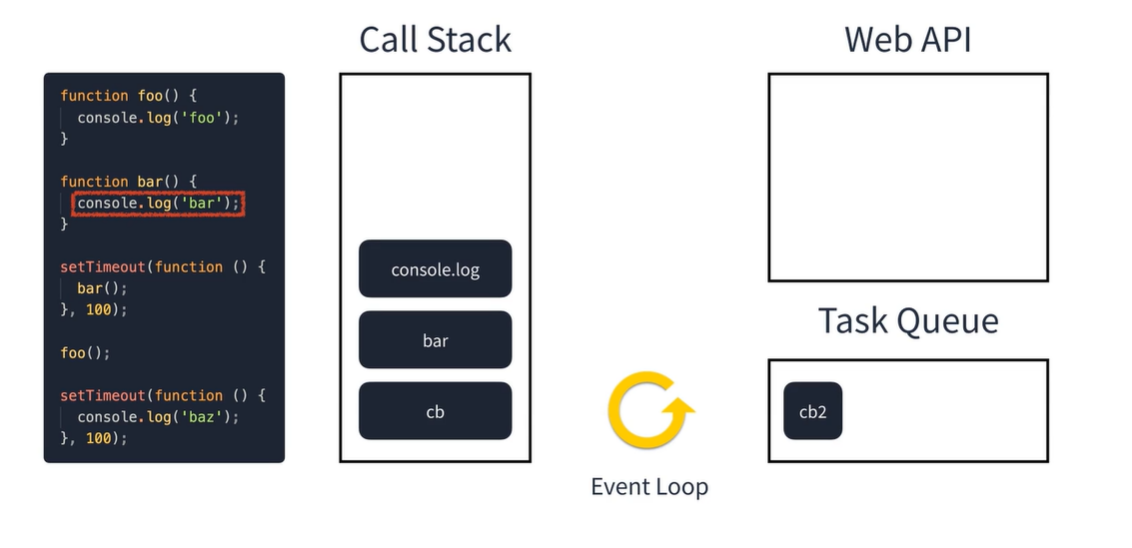 Call Stack
Web API
function foo() {
  console.log('foo');
}
function bar() {
  console.log('bar');
}
setTimeout(function () {
  bar();
}, 100);
foo();
setTimeout(function () {
  console.log('baz');
}, 100);
console.log
bar
cb
Event Loop
Task Queue
cb2